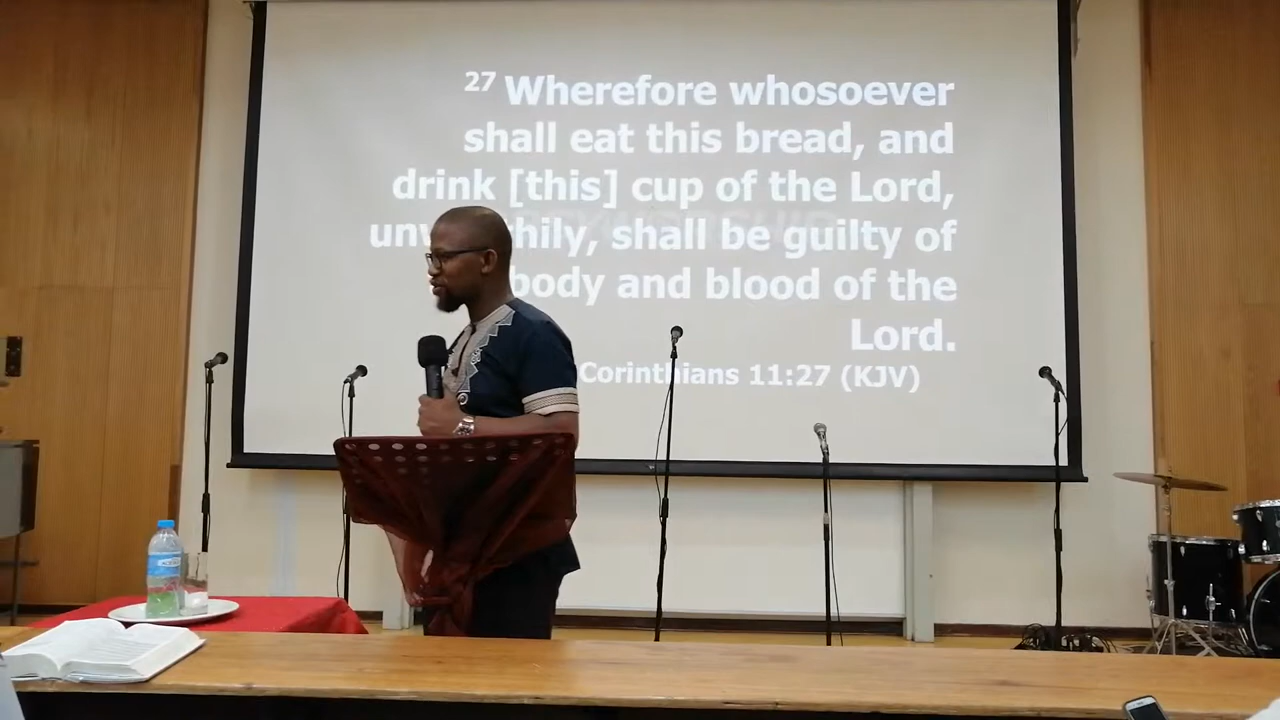 27 Wherefore whosoever
shall eat this bread, and
drink [this] cup of the Lord,
shall be guilty of
body and blood of the
Lord.
Corinthians 11:27 (KJV)